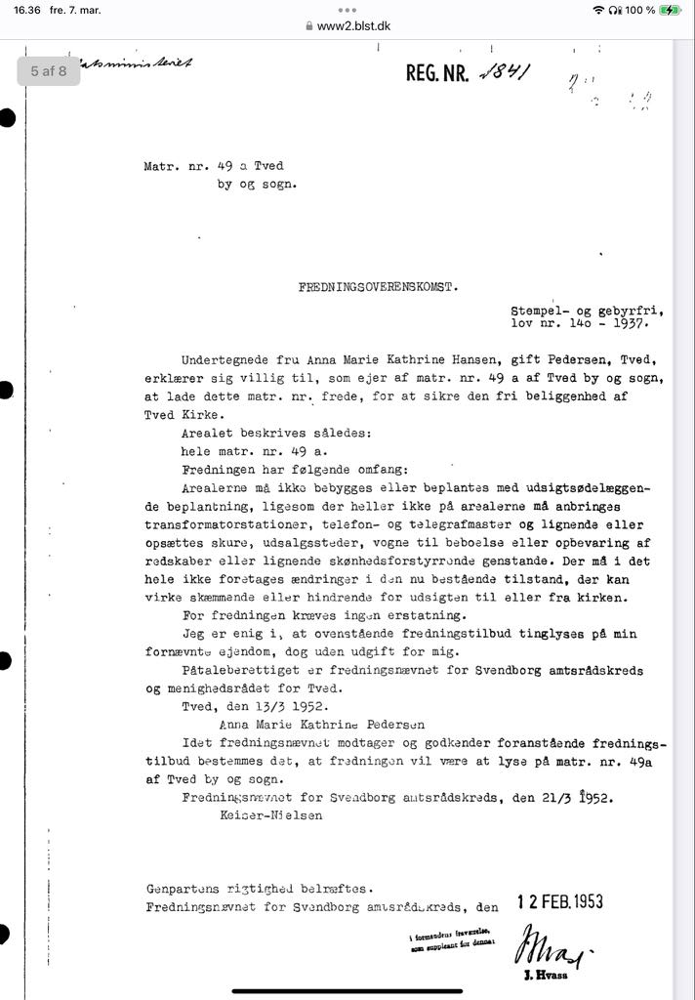 16.36 fre. 7. mar.
100 %
www2.blst.dk
5 af 8
REG. NR. 1841
Matr. nr. 49 a Tved
by og sogn.
FREDNINGSOVERENSKOMST.
Stempel- og gebyrfri,
lov nr. 14o - 1937.
Undertegnede fru Anna Marie Kathrine Hansen, gift Pedersen, Tved,
erklærer sig villig til, som ejer af matr. nr. 49 a af Tved by og sogn,
at lade dette matr. nr. frede, for at sikre den fri beliggenhed af
Tved Kirke.
Arealet beskrives således:
hele matr. nr. 49 a.
Fredningen har følgende omfang:
Arealerne må ikke bebygges eller beplantes med udsigtsødelæggen-
de beplantning, ligesom der heller ikke på arealerne må anbringes
transformatorstationer, telefon- og telegrafmaster og lignende eller
opsættes skure, udsalgssteder, vogne til beboelse eller opbevaring af
redskaber eller lignende skønhedsforstyrrende genstande. Der må i det
hele ikke foretages ændringer i den nu bestående tilstand, der kan
virke skæmmende eller hindrende for udsigten til eller fra kirken.
For fredningen kræves ingen erstatning.
Jeg er enig i, at ovenstående fredningstilbud tinglyses på min
fornævnte ejendom, dog uden udgift for mig.
Påtaleberettiget er fredningsnævnet for Svendborg amtsrådskreds
og menighedsrådet for Tved.
Tved, den 13/3 1952.
Anna Marie Kathrine Pedersen
Idet fredningsnævnet modtager og godkender foranstående frednings-
tilbud bestemmes det, at fredningen vil være at lyse på matr. nr. 49a
af Tved by og sogn.
Fredningsnævnet for Svendborg amtsrådskreds, den 21/3 1952.
Keiser-Nielsen
Genpartens rigtighed bekræftes.
Fredningsnævnet for Svendborg amtsrådskreds, den 12 FEB. 1953
i formandens fraværelse,
som suppleant for denne:
J. Hvass